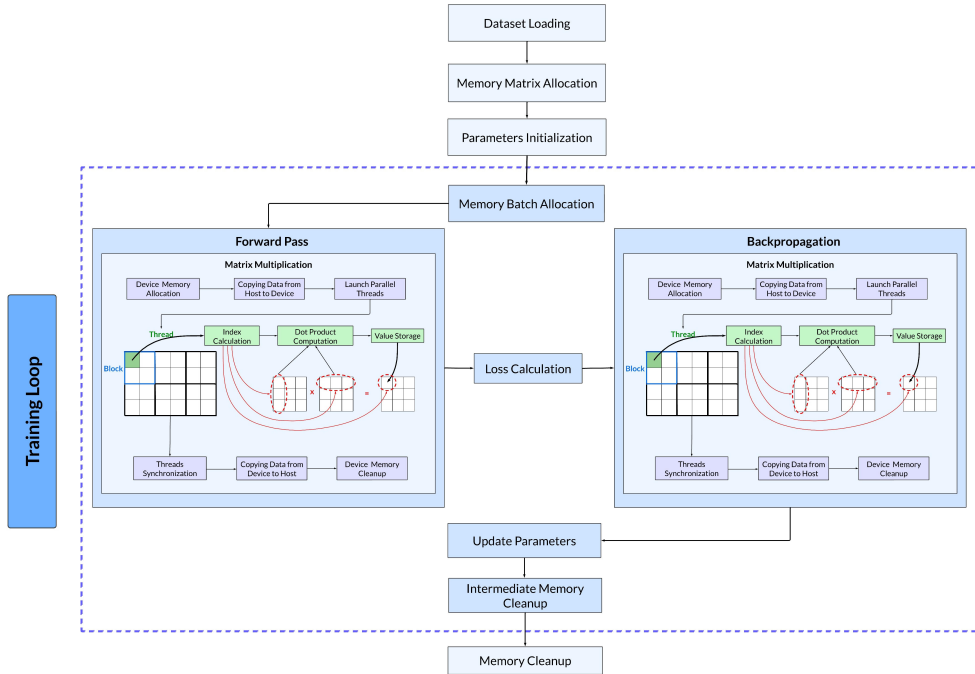 Dataset Loading
Memory Matrix Allocation
Parameters Initialization
Memory Batch Allocation
Training Loop
Forward Pass
Matrix Multiplication
Device Memory
Allocation
Copying Data from
Host to Device
Launch Parallel
Threads
Thread
Index
Calculation
Dot Product
Computation
Value Storage
Block
x
=
Threads
Synchronization
Copying Data from
Device to Host
Device Memory
Cleanup
Loss Calculation
Backpropagation
Matrix Multiplication
Device Memory
Allocation
Copying Data from
Host to Device
Launch Parallel
Threads
Thread
Index
Calculation
Dot Product
Computation
Value Storage
Block
x
=
Threads
Synchronization
Copying Data from
Device to Host
Device Memory
Cleanup
Update Parameters
Intermediate Memory
Cleanup
Memory Cleanup